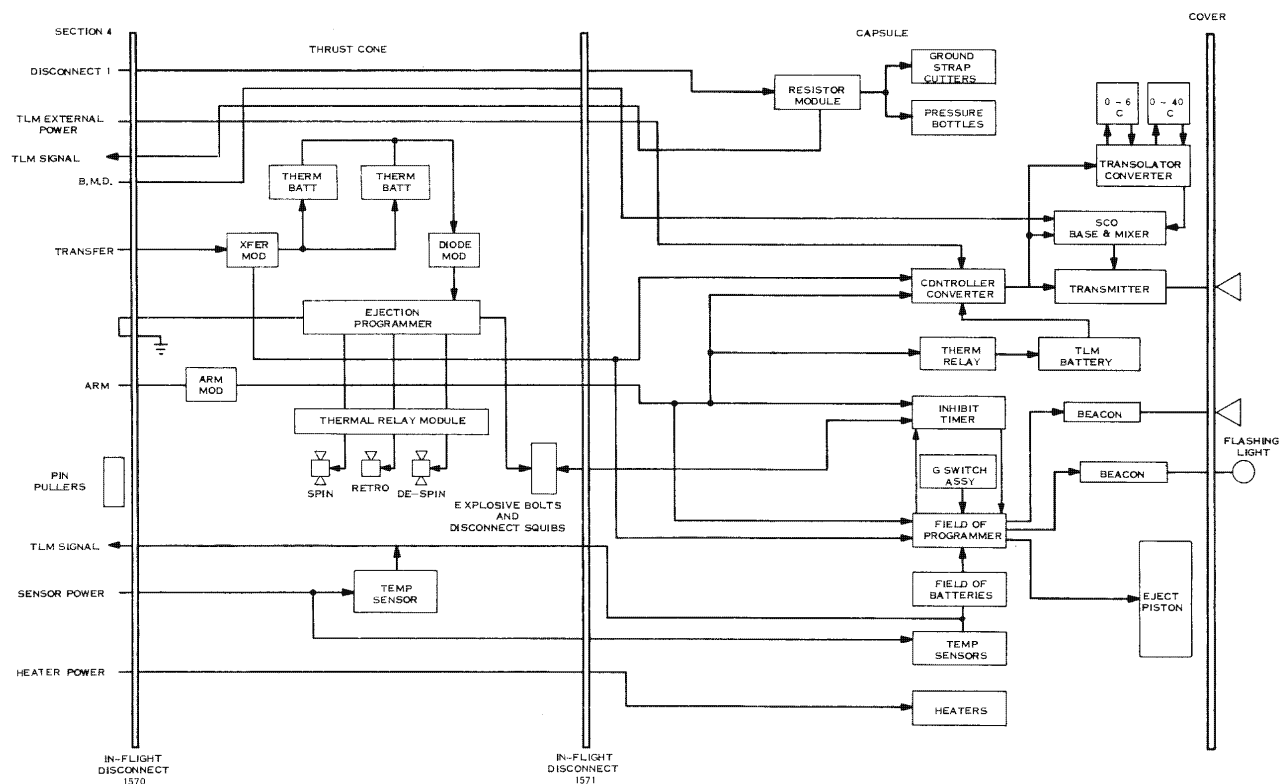 COVER
SECTION 4
THRUST CONE
CAPSULE
DISCONNECT 1
GROUND
STRAP
CUTTERS
RESISTOR
MODULE
PRESSURE
BOTTLES
0-6
C
0-40
C
TLM EXTERNAL
POWER
TLM SIGNAL
B.M.D.
THERM
BATT
THERM
BATT
TRANSOLATOR
CONVERTER
TRANSFER
XFER
MOD
DIODE
MOD
SCO
BASE & MIXER
CONTROLLER
CONVERTER
TRANSMITTER
EJECTION
PROGRAMMER
THERM
RELAY
TLM
BATTERY
ARM
ARM
MOD
THERMAL RELAY MODULE
INHIBIT
TIMER
BEACON
FLASHING
LIGHT
PIN
PULLERS
SPIN
RETRO
DE-SPIN
EXPLOSIVE BOLTS
AND
DISCONNECT SQUIBS
G SWITCH
ASSY
BEACON
FIELD OF
PROGRAMMER
TLM SIGNAL
SENSOR POWER
TEMP
SENSOR
FIELD OF
BATTERIES
EJECT
PISTON
TEMP
SENSORS
HEATER POWER
HEATERS
IN-FLIGHT
DISCONNECT
1570
IN-FLIGHT
DISCONNECT
1571